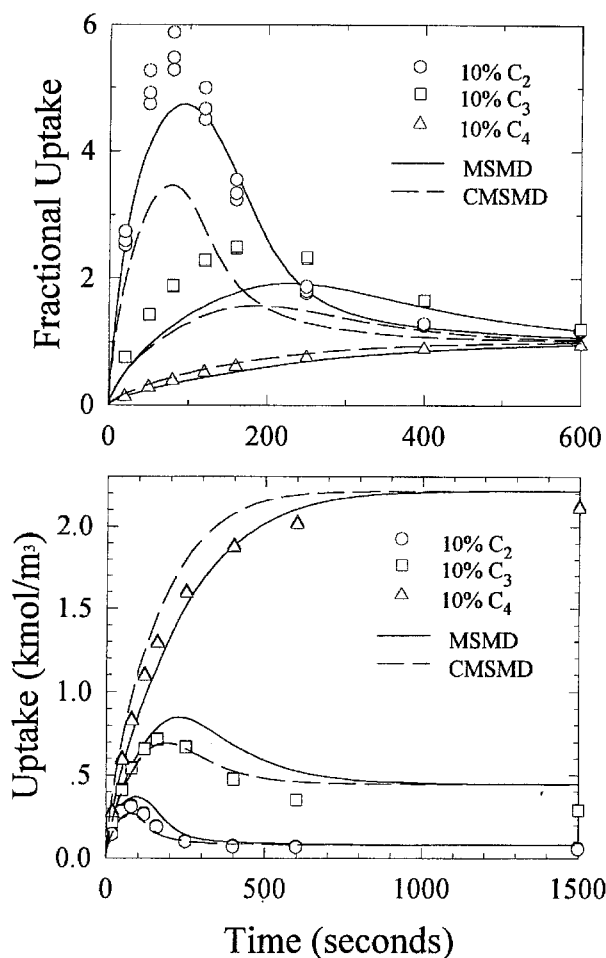 6
4
2
0
Fractional Uptake
10% C2
10% C3
10% C4
MSMD
CMSMD
0 200 400 600
2.0
1.5
1.0
.5
0.0
Uptake (kmol/m3)
10% C2
10% C3
10% C4
MSMD
CMSMD
0 500 1000 1500
Time (seconds)